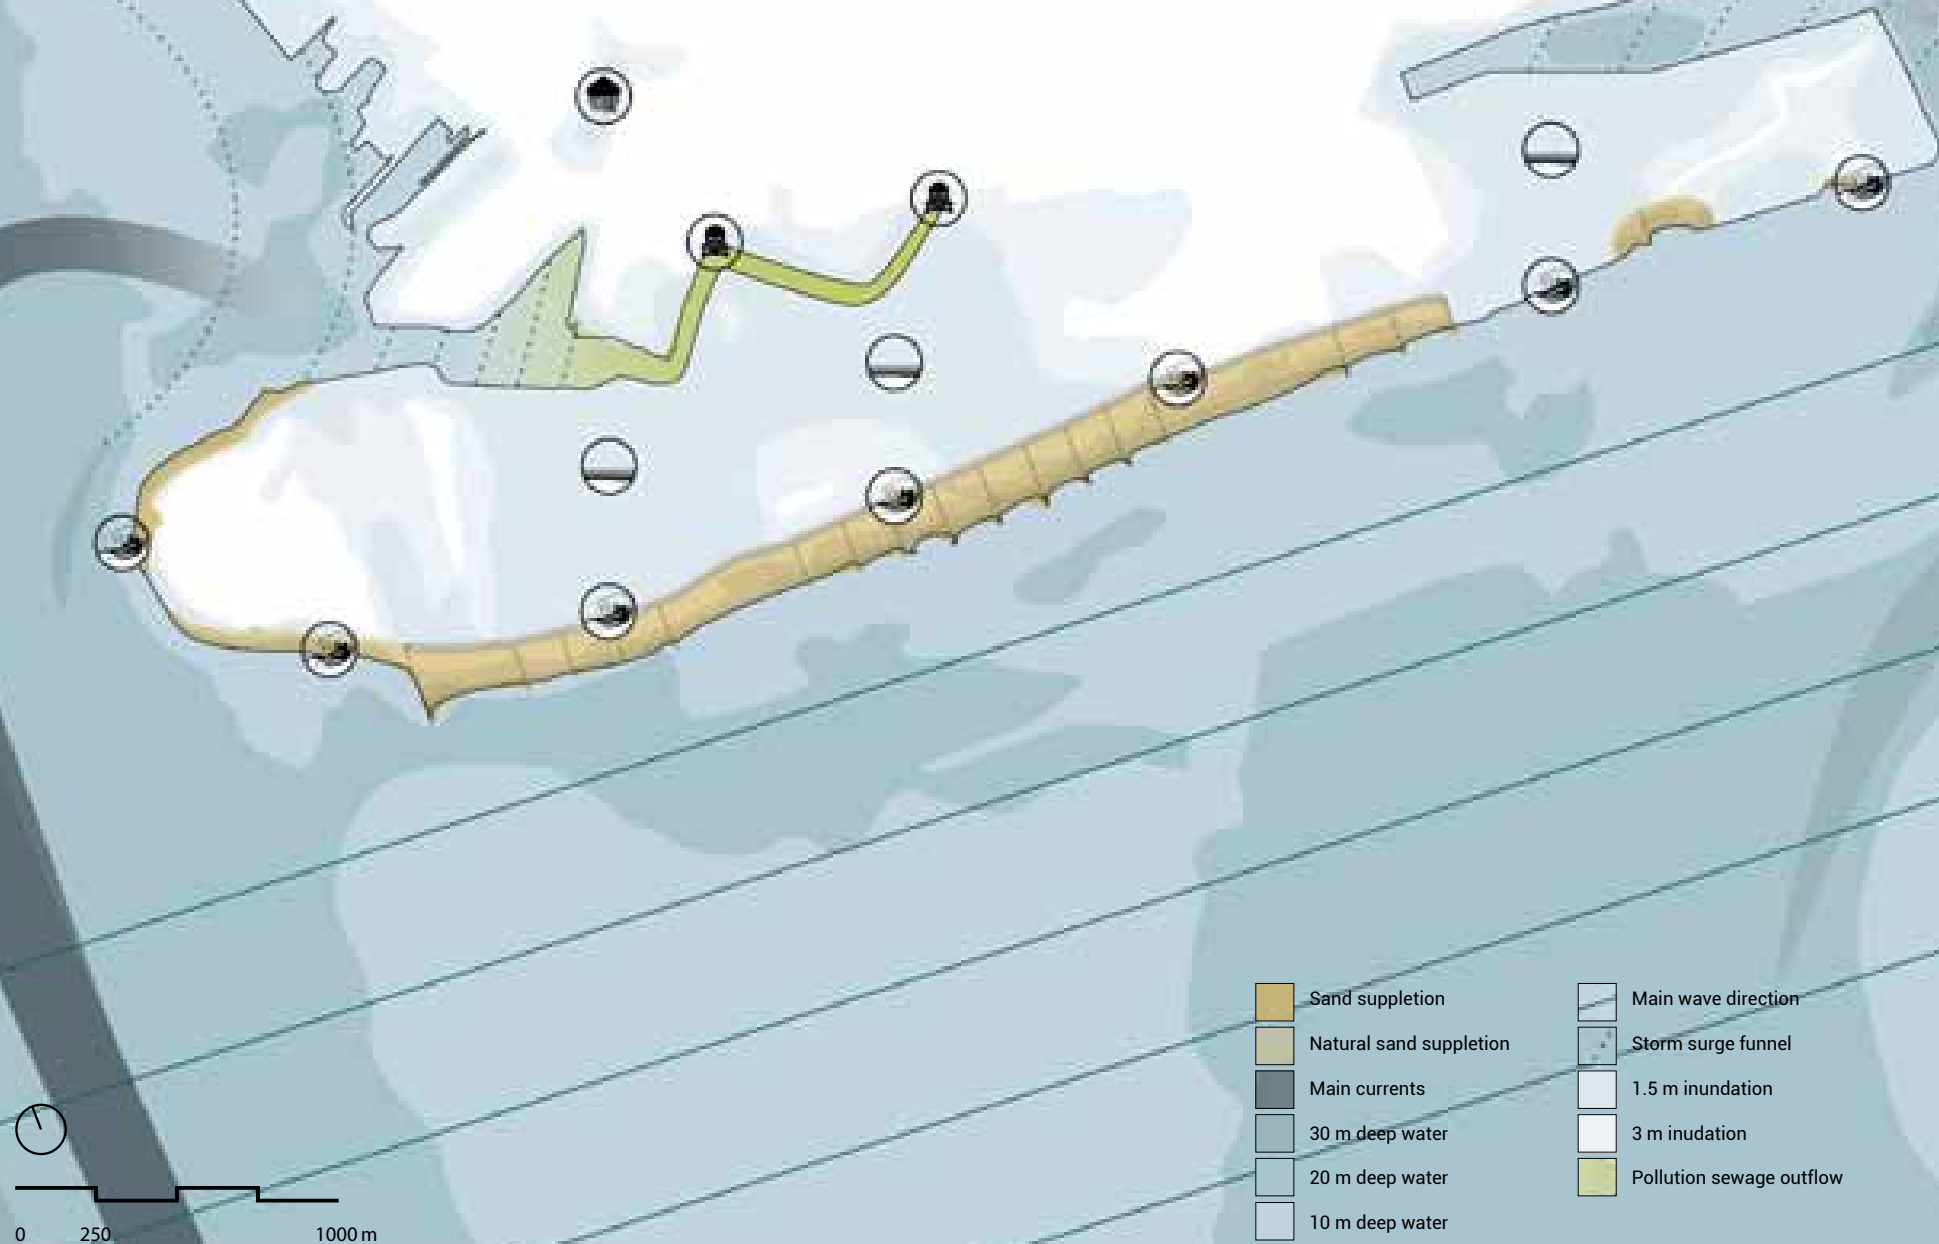 Sand suppletion
Natural sand suppletion
Main currents
30 m deep water
20 m deep water
10 m deep water
Main wave direction
Storm surge funnel
1.5 m inundation
3 m inudation
Pollution sewage outflow
0 250 1000 m